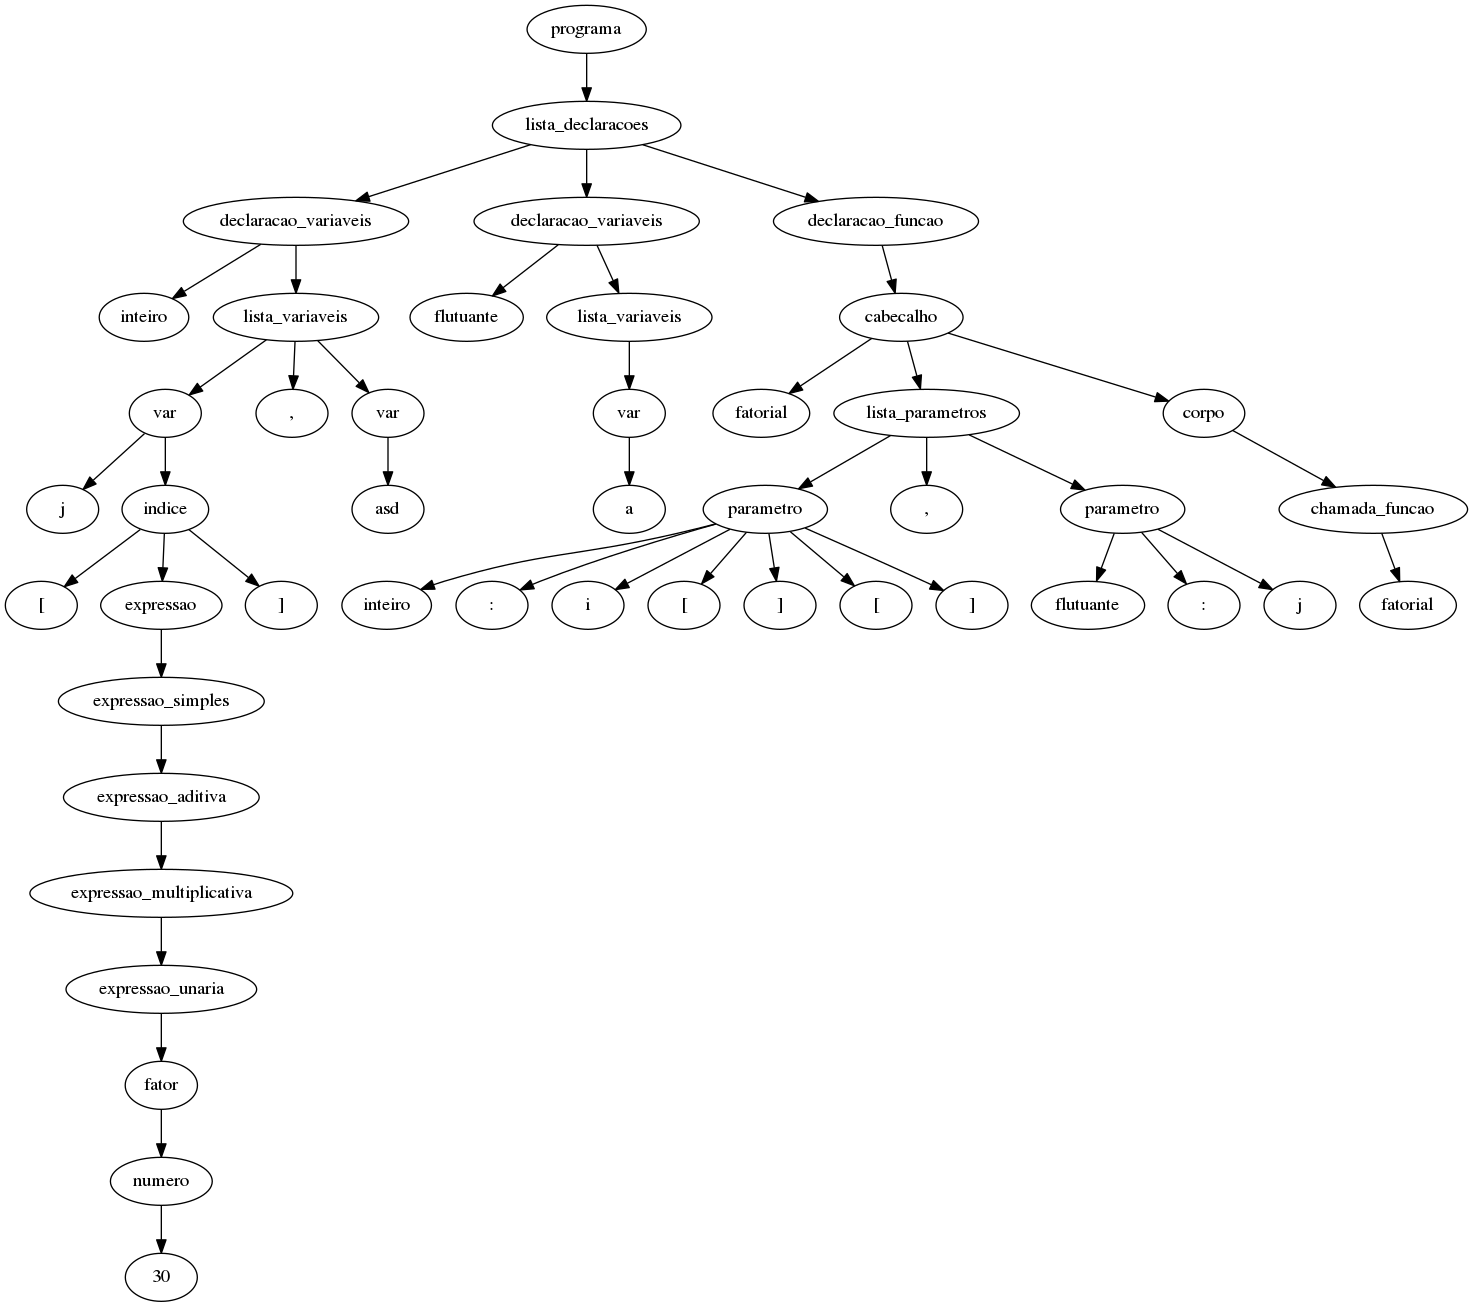 programa
lista_declaracoes
declaracao_variaveis declaracao_variaveis declaracao_funcao
inteiro lista_variaveis flutuante lista_variaveis cabecalho
var , var var fatorial lista_parametros corpo
j indice asd a parametro , parametro chamada_funcao
[ expressao ] inteiro : i [ ] [ ] flutuante : j fatorial
expressao_simples
expressao_aditiva
expressao_multiplicativa
expressao_unaria
fator
numero
30